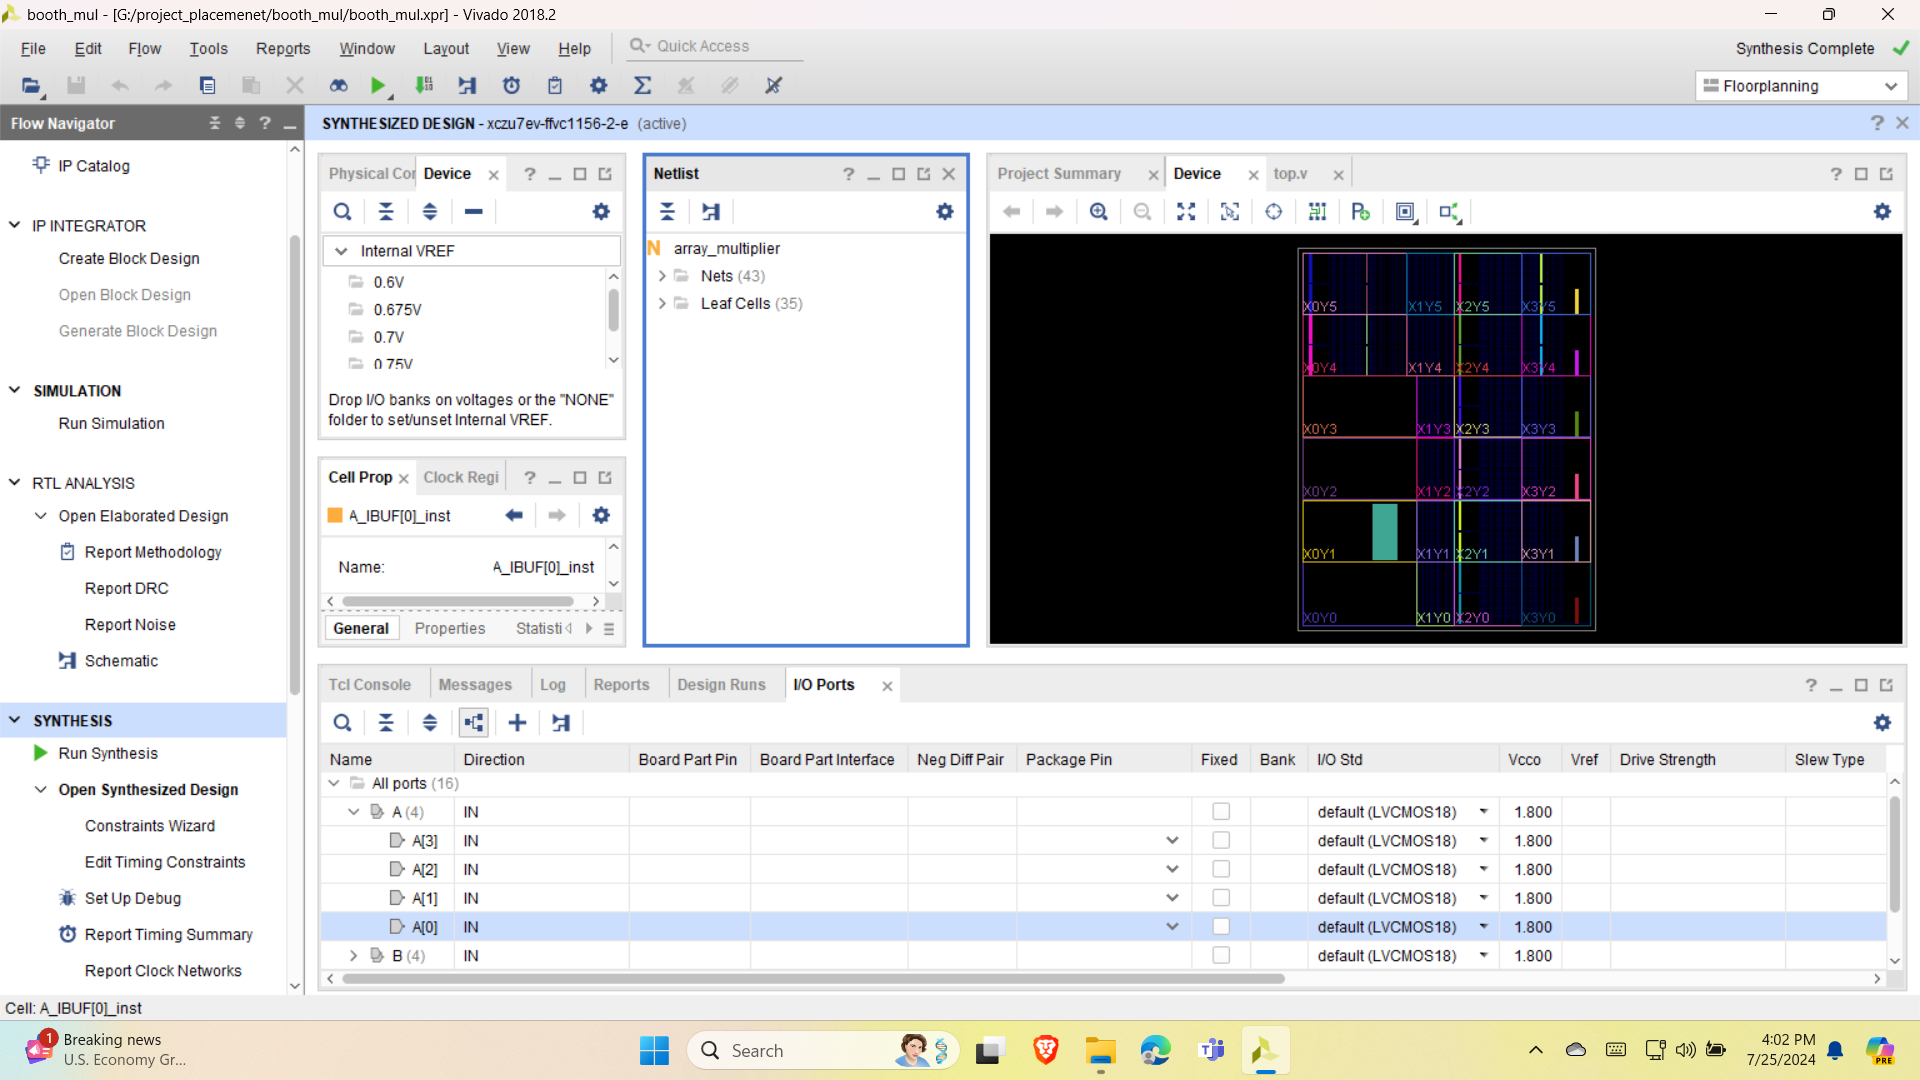 booth_mul - [G:/project_placemenet/booth_mul/booth_mul.xpr] - Vivado 2018.2
File Edit Flow Tools Reports Window Layout View Help Quick Access
Synthesis Complete
Floorplanning
Flow Navigator
SYNTHESIZED DESIGN - xczu7ev-ffvc1156-2-e (active)
IP Catalog
IP INTEGRATOR
Create Block Design
Open Block Design
Generate Block Design
SIMULATION
Run Simulation
RTL ANALYSIS
Open Elaborated Design
Report Methodology
Report DRC
Report Noise
Schematic
SYNTHESIS
Run Synthesis
Open Synthesized Design
Constraints Wizard
Edit Timing Constraints
Set Up Debug
Report Timing Summary
Report Clock Networks
Physical Cor Device
Internal VREF
0.6V
0.675V
0.7V
0.75V
Drop I/O banks on voltages or the "NONE"
folder to set/unset Internal VREF.
Cell Prop Clock Regi
A_IBUF[0]_inst
Name: A_IBUF[0]_inst
General Properties Statisti
Netlist
N array_multiplier
Nets (43)
Leaf Cells (35)
Project Summary Device top.v
X0Y5 X1Y5 X2Y5 X3Y5
X0Y4 X1Y4 X2Y4 X3Y4
X0Y3 X1Y3 X2Y3 X3Y3
X0Y2 X1Y2 X2Y2 X3Y2
X0Y1 X1Y1 X2Y1 X3Y1
X0Y0 X1Y0 X2Y0 X3Y0
Tcl Console Messages Log Reports Design Runs I/O Ports
Name Direction Board Part Pin Board Part Interface Neg Diff Pair Package Pin Fixed Bank I/O Std Vcco Vref Drive Strength Slew Type
All ports (16)
A (4) IN default (LVCMOS18) 1.800
A[3] IN default (LVCMOS18) 1.800
A[2] IN default (LVCMOS18) 1.800
A[1] IN default (LVCMOS18) 1.800
A[0] IN default (LVCMOS18) 1.800
B (4) IN default (LVCMOS18) 1.800
Cell: A_IBUF[0]_inst
1
Breaking news
U.S. Economy Gr...
Search
4:02 PM
7/25/2024
PRE